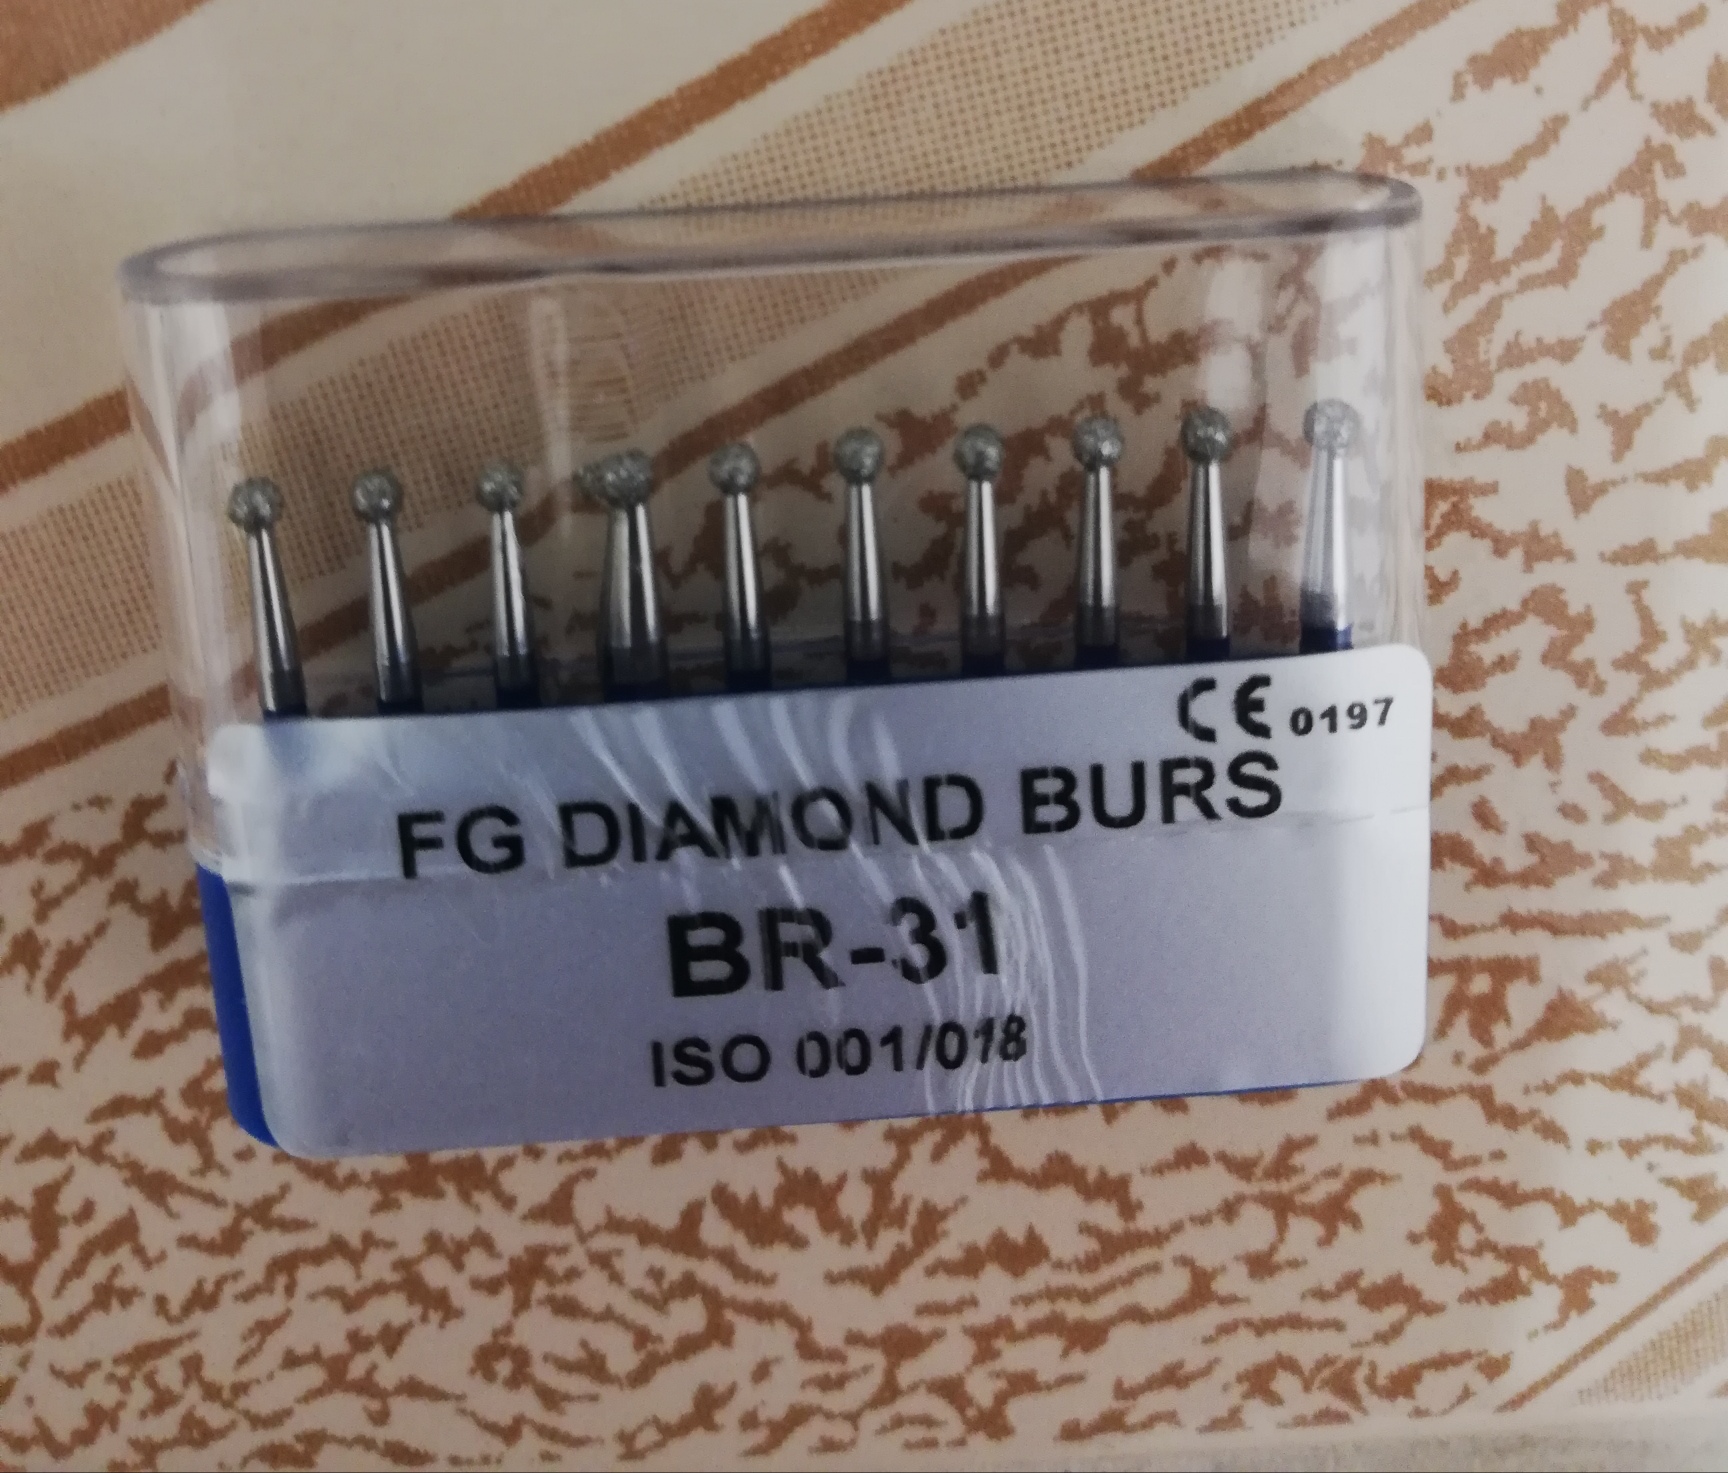 CE 0197
FG DIAMOND BURS
BR-31
ISO 001/018